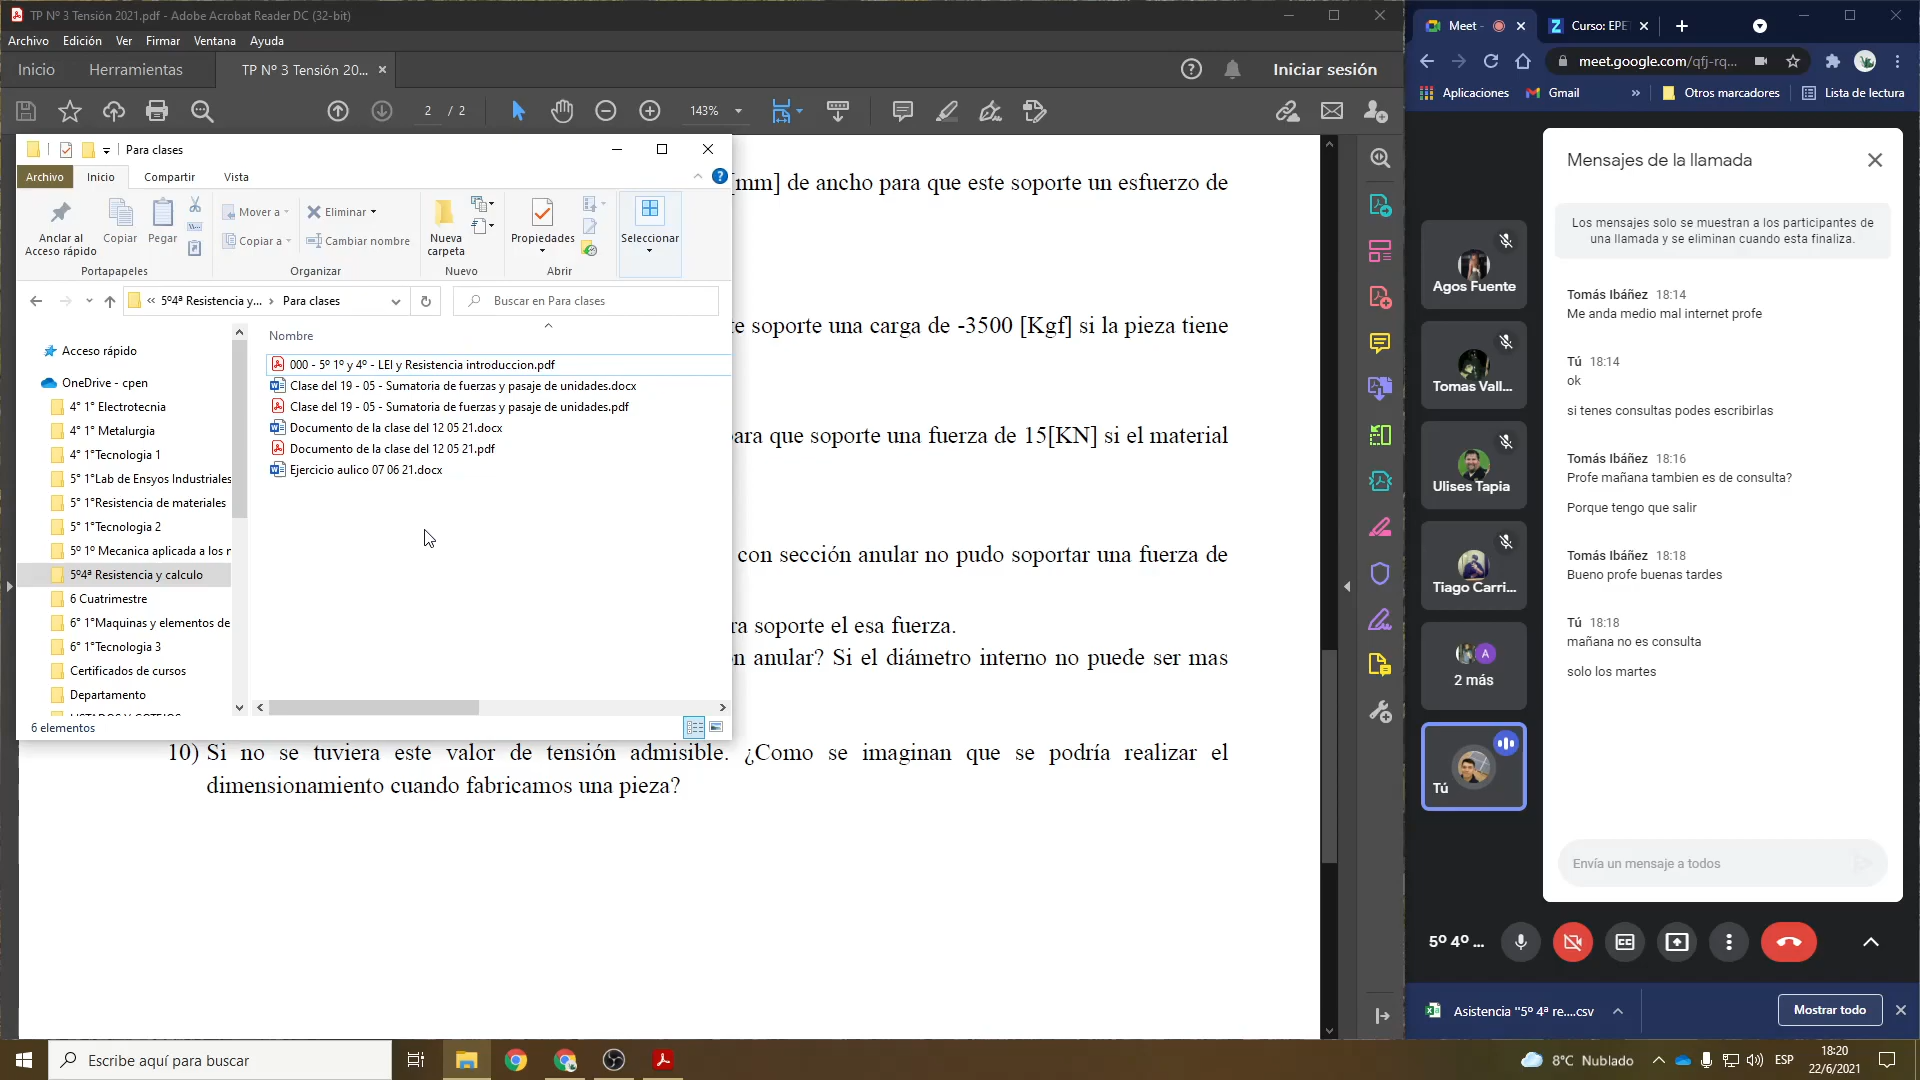 TP Nº 3 Tensión 2021.pdf - Adobe Acrobat Reader DC (32-bit)
Archivo Edición Ver Firmar Ventana Ayuda
Inicio Herramientas TP Nº 3 Tensión 20... Iniciar sesión
2 / 2 143%
Para clases
Archivo Inicio Compartir Vista
Anclar al
Acceso rápido
Copiar
Pegar
Mover a
Copiar a
Eliminar
Cambiar nombre
Nueva
carpeta
Propiedades
Seleccionar
Portapapeles Organizar Nuevo Abrir
« 5º4ª Resistencia y... › Para clases
Buscar en Para clases
Nombre
Acceso rápido
OneDrive - cpen
4° 1° Electrotecnia
4° 1° Metalurgia
4° 1°Tecnologia 1
5° 1°Lab de Ensyos Industriales
5° 1°Resistencia de materiales
5° 1°Tecnologia 2
5º 1º Mecanica aplicada a los r
5º4ª Resistencia y calculo
6 Cuatrimestre
6° 1°Maquinas y elementos de
6° 1°Tecnologia 3
Certificados de cursos
Departamento
000 - 5º 1º y 4º - LEI y Resistencia introduccion.pdf
Clase del 19 - 05 - Sumatoria de fuerzas y pasaje de unidades.docx
Clase del 19 - 05 - Sumatoria de fuerzas y pasaje de unidades.pdf
Documento de la clase del 12 05 21.docx
Documento de la clase del 12 05 21.pdf
Ejercicio aulico 07 06 21.docx
6 elementos
[mm] de ancho para que este soporte un esfuerzo de
te soporte una carga de -3500 [Kgf] si la pieza tiene
para que soporte una fuerza de 15[KN] si el material
con sección anular no pudo soportar una fuerza de
ra soporte el esa fuerza.
on anular? Si el diámetro interno no puede ser mas
10) Si no se tuviera este valor de tensión admisible. ¿Como se imaginan que se podría realizar el
dimensionamiento cuando fabricamos una pieza?
Meet - Curso: EPE
meet.google.com/qfj-rq...
Aplicaciones Gmail » Otros marcadores Lista de lectura
Agos Fuente
Tomas Vall...
Ulises Tapia
Tiago Carri...
A
2 más
Tú
Mensajes de la llamada
Los mensajes solo se muestran a los participantes de
una llamada y se eliminan cuando esta finaliza.
Tomás Ibáñez 18:14
Me anda medio mal internet profe
Tú 18:14
ok
si tenes consultas podes escribirlas
Tomás Ibáñez 18:16
Profe mañana tambien es de consulta?
Porque tengo que salir
Tomás Ibáñez 18:18
Bueno profe buenas tardes
Tú 18:18
mañana no es consulta
solo los martes
Envía un mensaje a todos
5º 4º ...
Asistencia "5º 4ª re....csv
Mostrar todo
Escribe aquí para buscar
8°C Nublado
ESP
18:20
22/6/2021